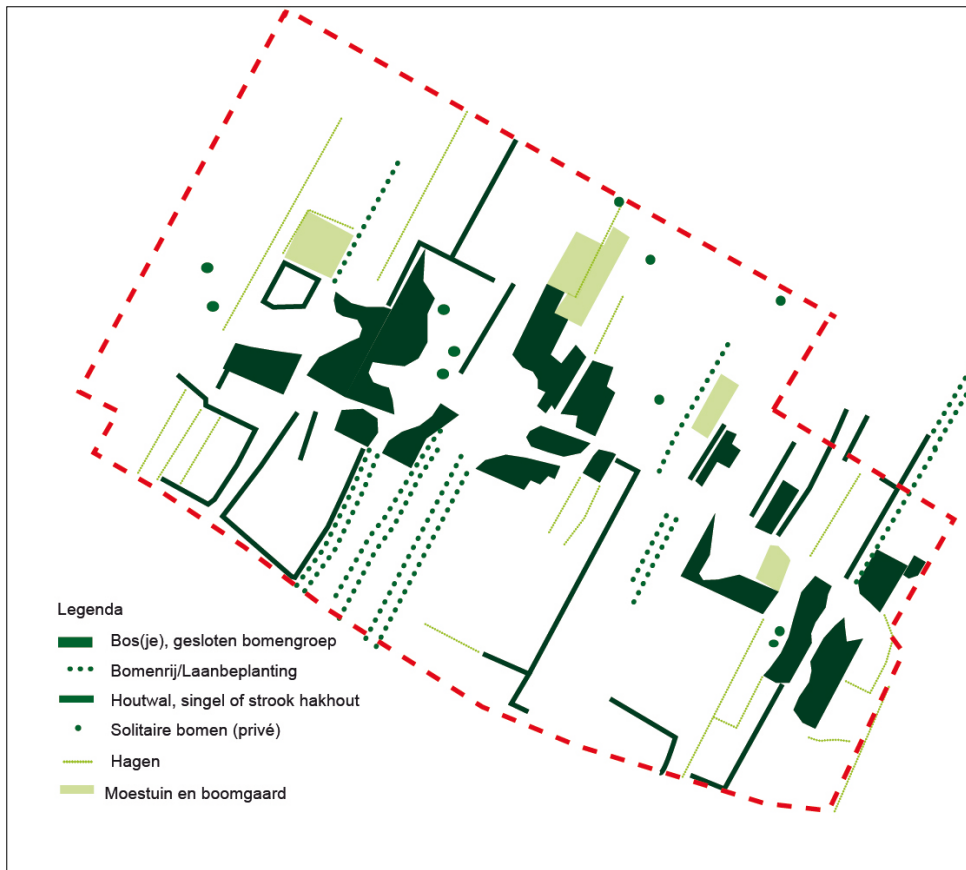 Legenda
Bos(je), gesloten bomengroep
Bomenrij/Laanbeplanting
Houtwal, singel of strook hakhout
Solitaire bomen (privé)
Hagen
Moestuin en boomgaard